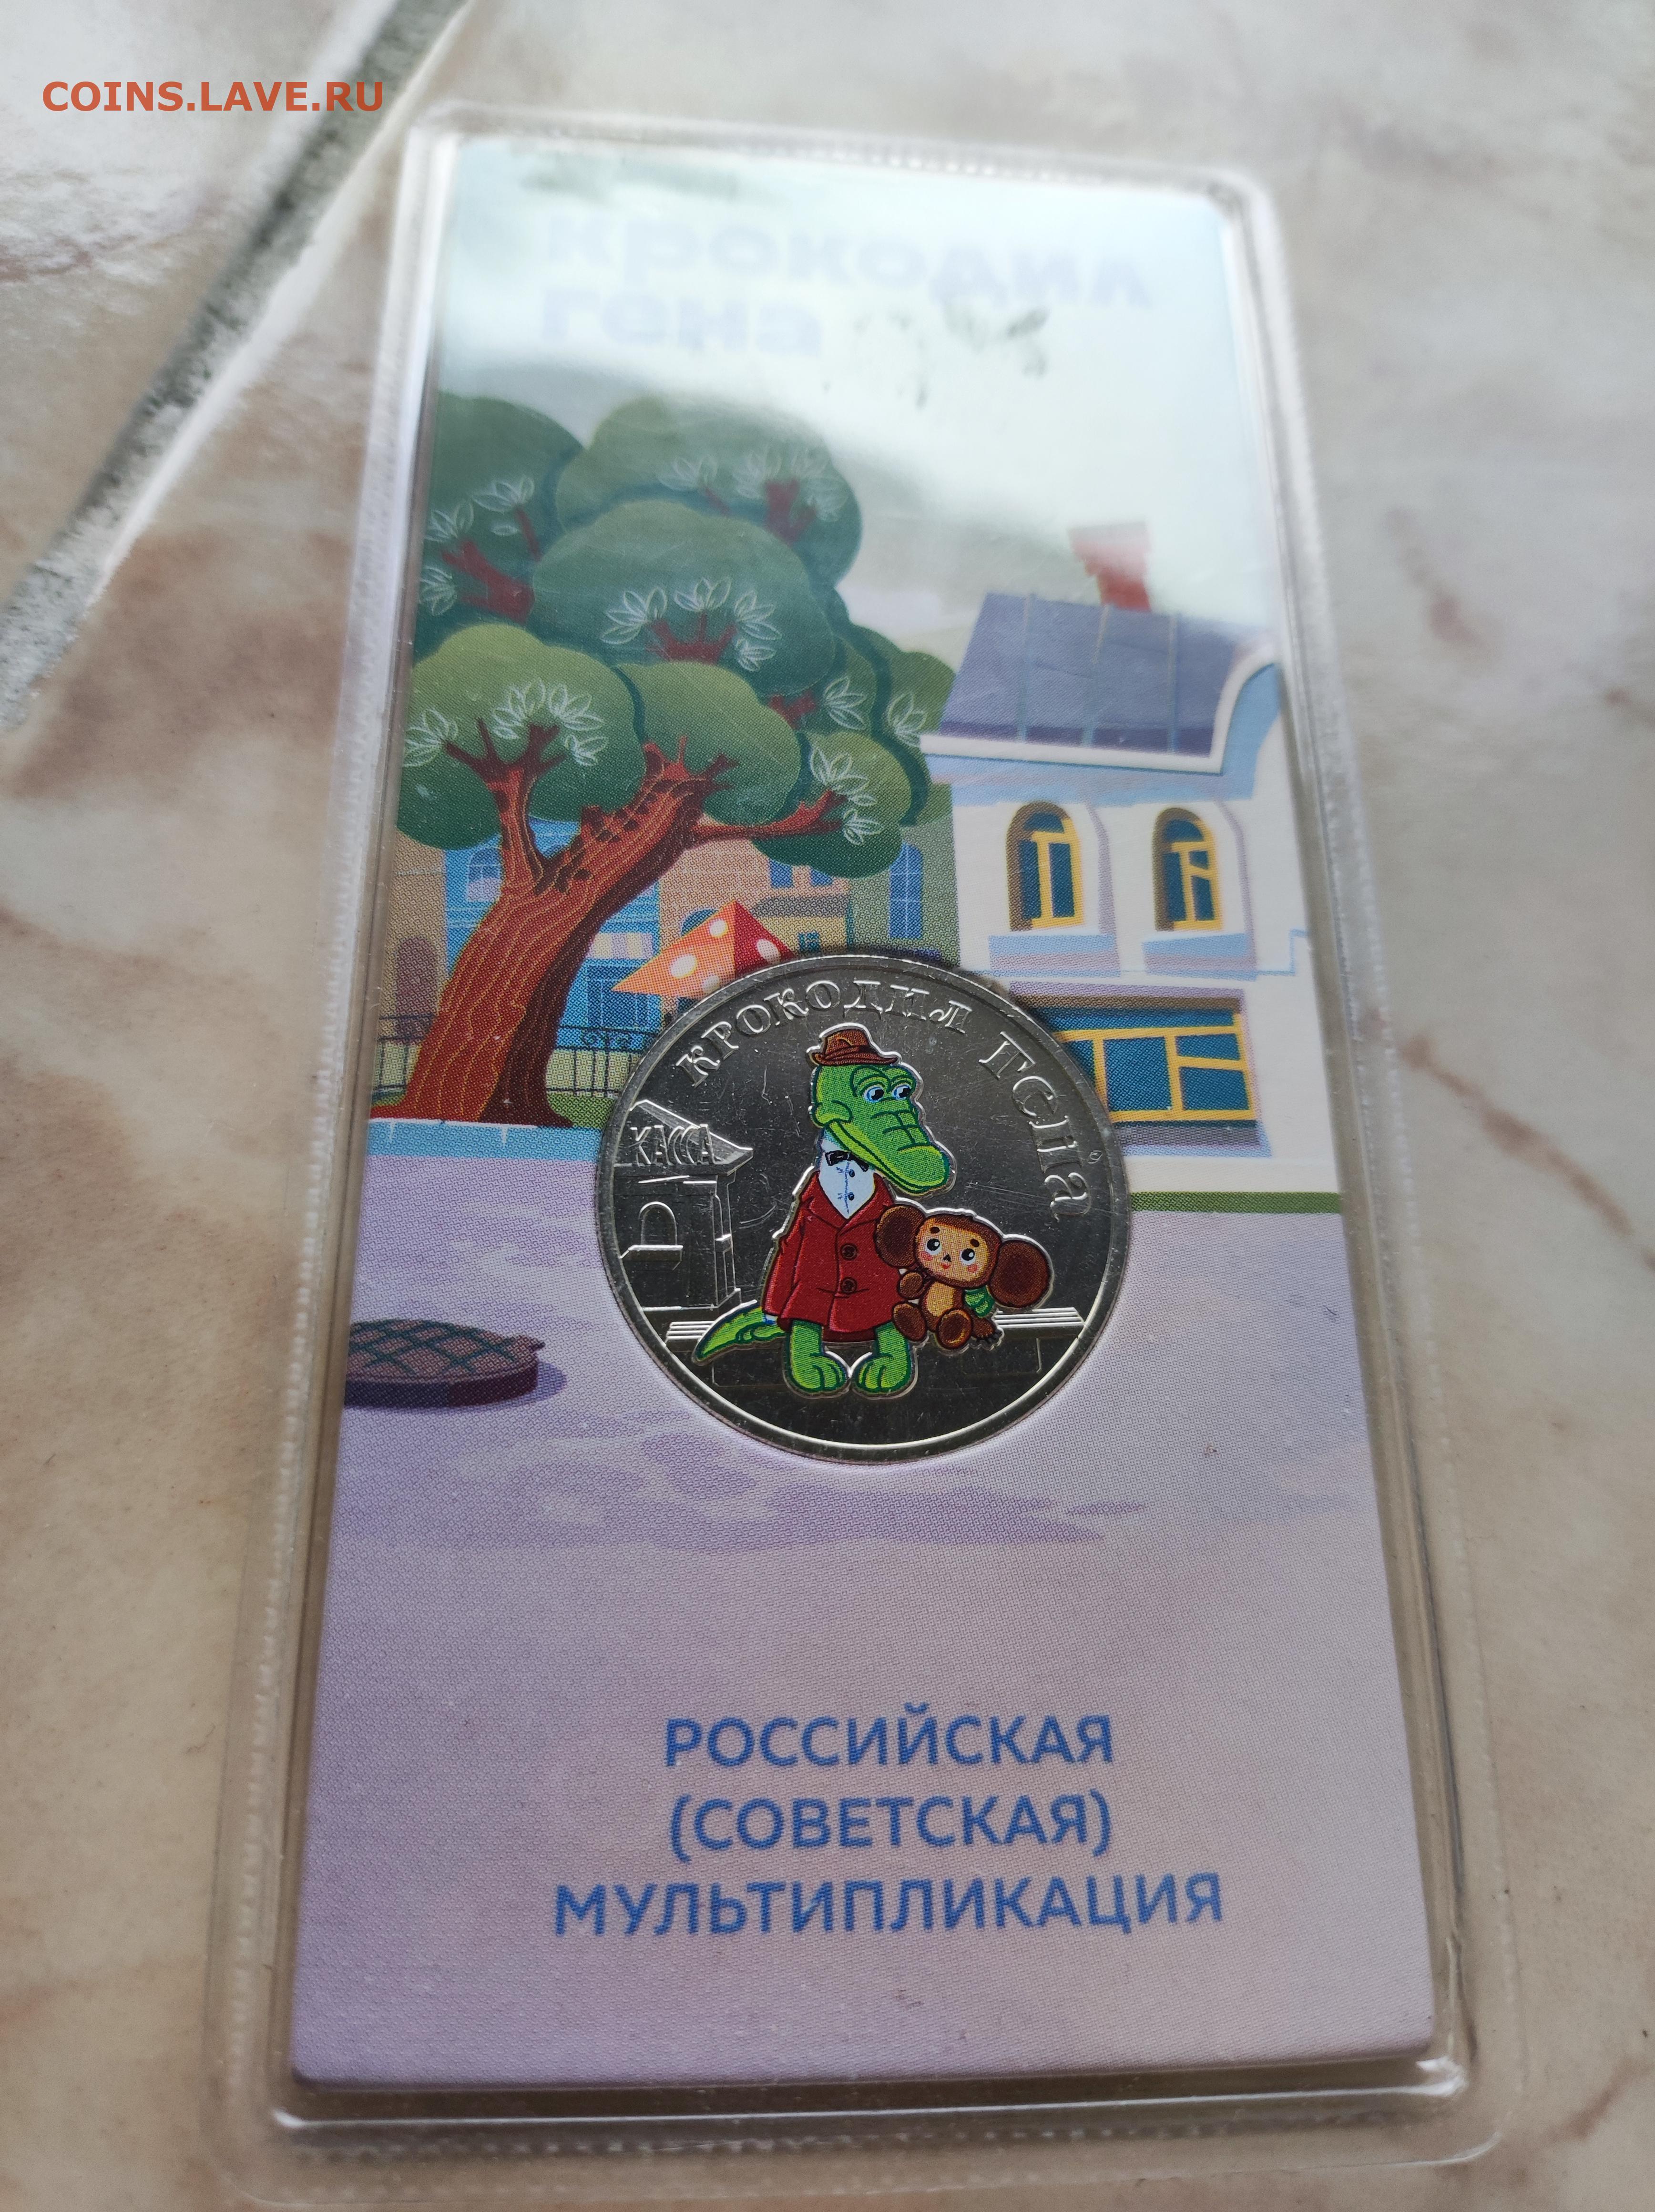 COINS.LAVE.RU
крокодил
гена
КРОКОДИЛ ГЕНА
КАССА
РОССИЙСКАЯ
(СОВЕТСКАЯ)
МУЛЬТИПЛИКАЦИЯ